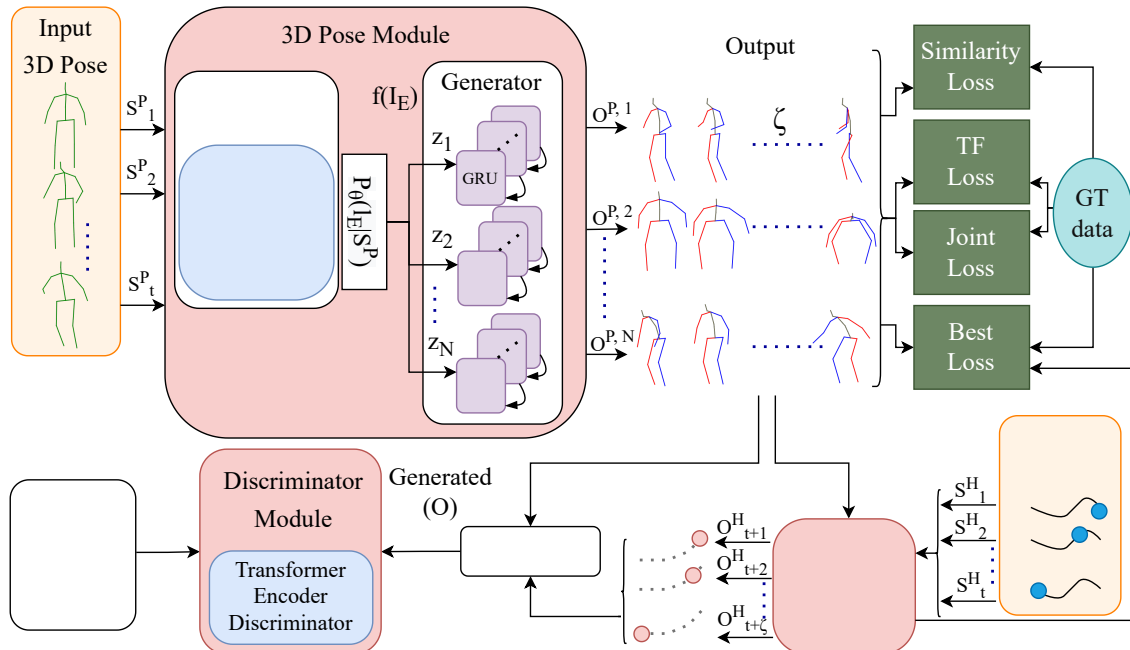 Input
3D Pose
S^P_1
S^P_2
S^P_t
3D Pose Module
P_θ(I_E|S^P)
f(I_E)
Generator
z_1
GRU
z_2
z_N
O^{P, 1}
O^{P, 2}
O^{P, N}
Output
ζ
Similarity
Loss
TF
Loss
Joint
Loss
Best
Loss
GT
data
Discriminator
Module
Transformer
Encoder
Discriminator
Generated
(O)
O^H_{t+1}
O^H_{t+2}
O^H_{t+ζ}
S^H_1
S^H_2
S^H_t